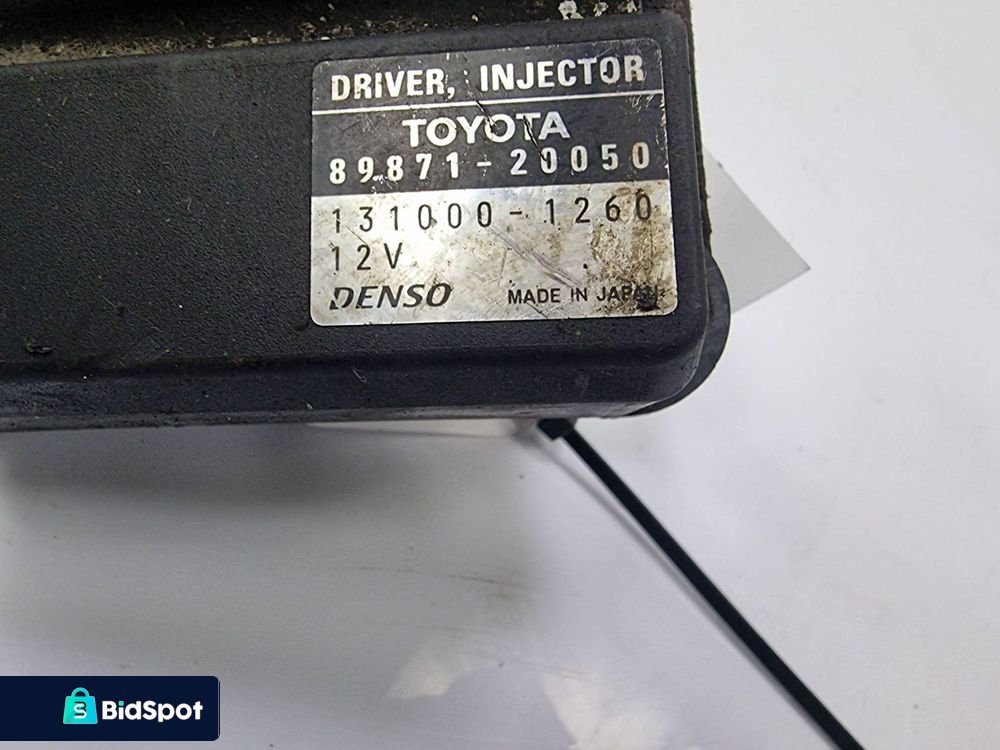 DRIVER, INJECTOR
TOYOTA
89871-20050
131000-1260
12V
DENSO MADE IN JAPAN
BidSpot